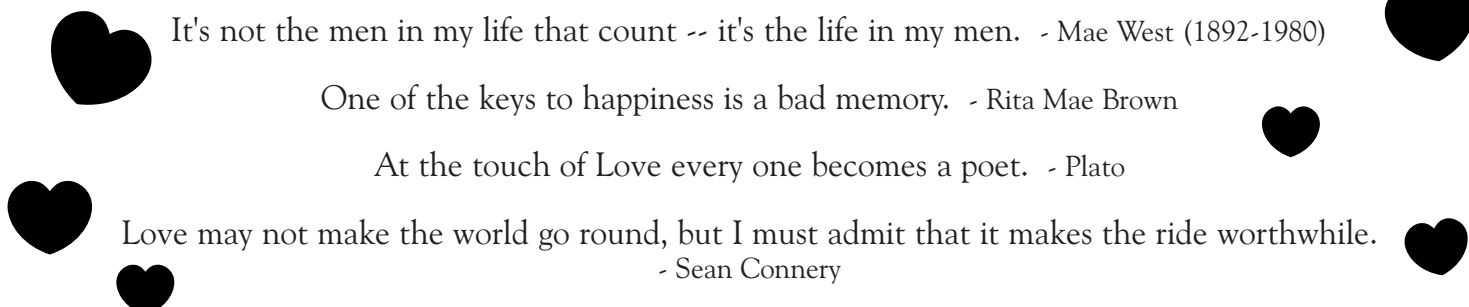 It's not the men in my life that count -- it's the life in my men. - Mae West (1892-1980)
One of the keys to happiness is a bad memory. - Rita Mae Brown
At the touch of Love every one becomes a poet. - Plato
Love may not make the world go round, but I must admit that it makes the ride worthwhile.
- Sean Connery